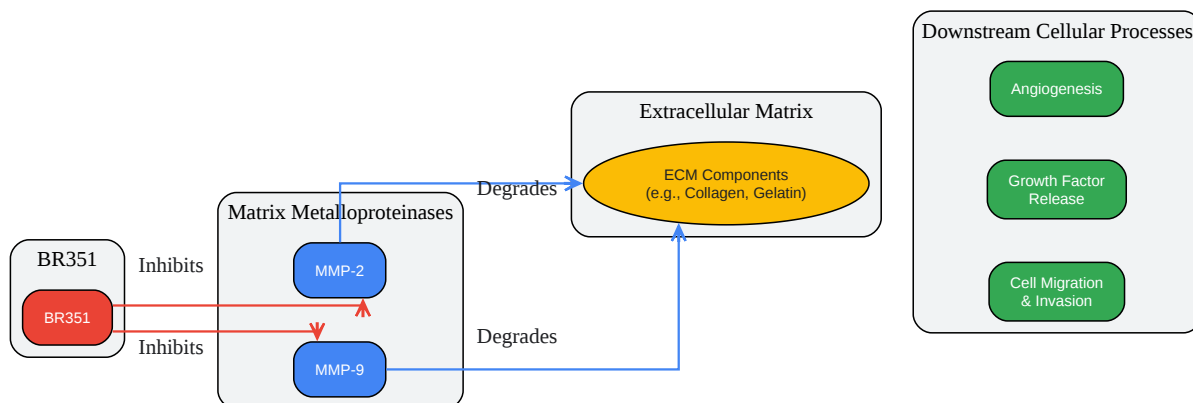 BR351
BR351
Inhibits
Inhibits
Matrix Metalloproteinases
MMP-2
MMP-9
Degrades
Degrades
Extracellular Matrix
ECM Components
(e.g., Collagen, Gelatin)
Downstream Cellular Processes
Angiogenesis
Growth Factor
Release
Cell Migration
& Invasion